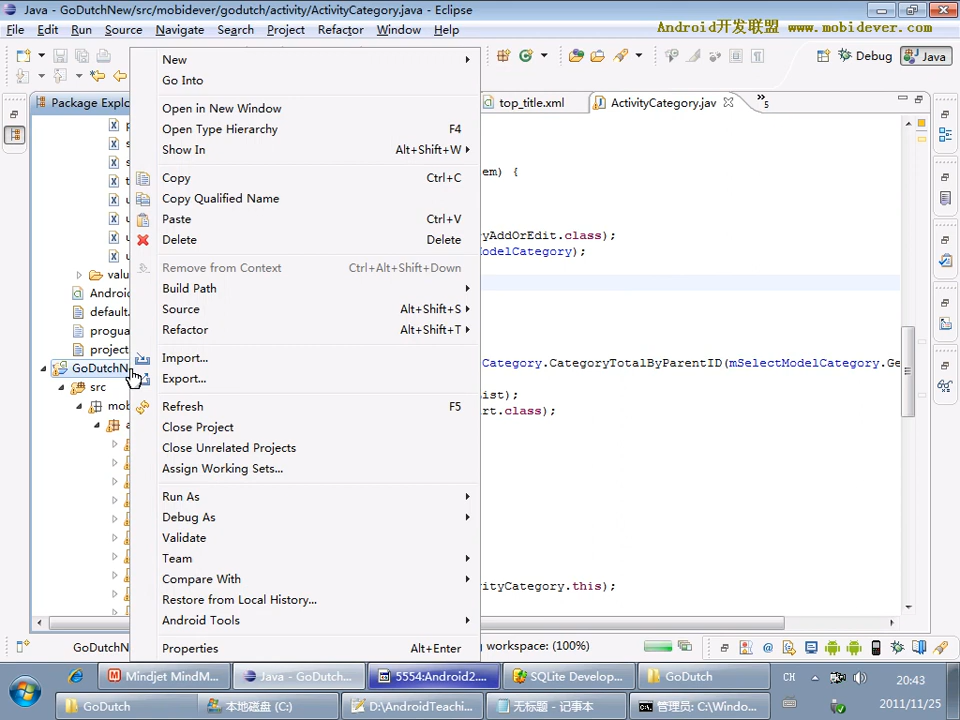 Java - GoDutchNew/src/mobidever/godutch/activity/ActivityCategory.java - Eclipse
File Edit Run Source Navigate Search Project Refactor Window Help
Android开发联盟 www.mobidever.com
Debug Java
Package Explo
top_title.xml
ActivityCategory.jav
»5
New
Go Into
Open in New Window
Open Type Hierarchy F4
Show In Alt+Shift+W
Copy Ctrl+C
Copy Qualified Name
Paste Ctrl+V
Delete Delete
Remove from Context Ctrl+Alt+Shift+Down
Build Path
Source Alt+Shift+S
Refactor Alt+Shift+T
Import...
Export...
Refresh F5
Close Project
Close Unrelated Projects
Assign Working Sets...
Run As
Debug As
Validate
Team
Compare With
Restore from Local History...
Android Tools
Properties Alt+Enter
valu
Android
default.
progua
project
GoDutchN
src
mob
a
em) {
yAddOrEdit.class);
odelCategory);
Category.CategoryTotalByParentID(mSelectModelCategory.Ge
ist);
rt.class);
vityCategory.this);
GoDutchN
workspace: (100%)
Mindjet MindM...
Java - GoDutch...
5554:Android2....
SQLite Develop...
GoDutch
CH
20:43
GoDutch
本地磁盘 (C:)
D:\AndroidTeachi...
无标题 - 记事本
管理员: C:\Windo...
2011/11/25